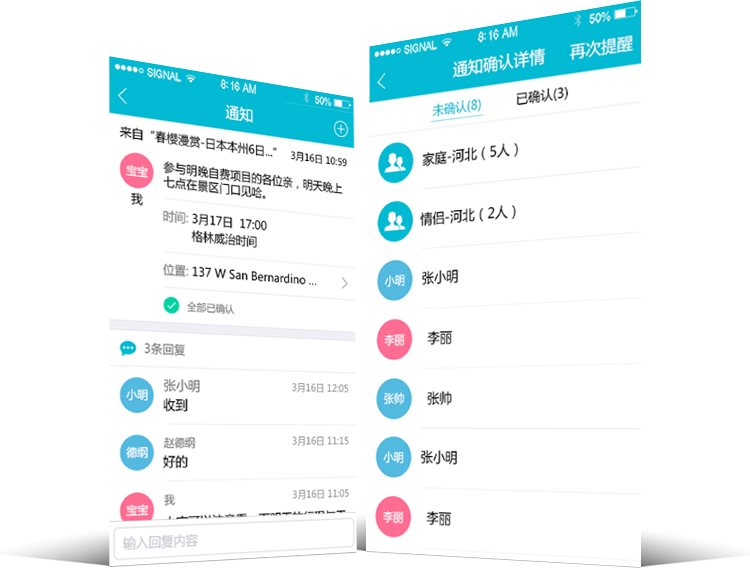 SIGNAL
8:16 AM
50%
通知
来自“春樱漫赏-日本本州6日...”
3月16日 10:59
宝宝
我
参与明晚自费项目的各位亲，明天晚上
七点在景区门口见哈。
时间: 3月17日 17:00
格林威治时间
位置: 137 W San Bernardino ...
全部已确认
3条回复
小明
张小明
3月16日 12:05
收到
德纲
赵德纲
3月16日 11:15
好的
宝宝
我
3月16日 11:05
输入回复内容
SIGNAL
8:16 AM
50%
通知确认详情
再次提醒
未确认(8)
已确认(3)
家庭-河北（5人）
情侣-河北（2人）
小明
张小明
李丽
李丽
张帅
张帅
小明
张小明
李丽
李丽